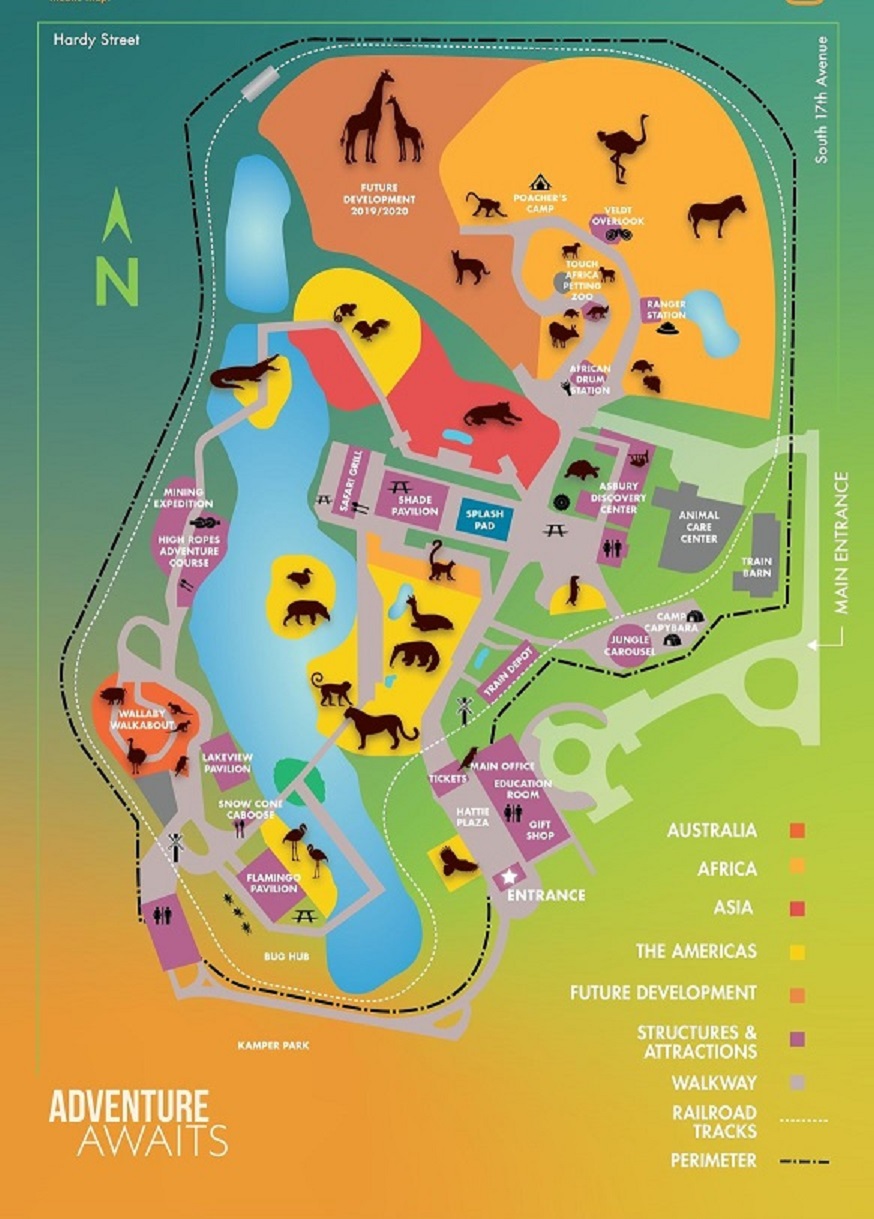 Hardy Street
South 17th Avenue
N
FUTURE
DEVELOPMENT
2019/2020
POACHER'S
CAMP
VELDT
OVERLOOK
TOUCH
AFRICA
PETTING
ZOO
RANGER
STATION
AFRICAN
DRUM
STATION
SAFARI GRILL
SHADE
PAVILION
SPLASH
PAD
ASBURY
DISCOVERY
CENTER
ANIMAL
CARE
CENTER
TRAIN
BARN
MAIN ENTRANCE
MINING
EXPEDITION
HIGH ROPES
ADVENTURE
COURSE
CAMP
CAPYBARA
JUNGLE
CAROUSEL
TRAIN DEPOT
WALLABY
WALKABOUT
LAKEVIEW
PAVILION
SNOW CONE
CABOOSE
FLAMINGO
PAVILION
BUG HUB
KAMPER PARK
TICKETS
MAIN OFFICE
EDUCATION
ROOM
HATTIE
PLAZA
GIFT
SHOP
ENTRANCE
AUSTRALIA
AFRICA
ASIA
THE AMERICAS
FUTURE DEVELOPMENT
STRUCTURES &
ATTRACTIONS
WALKWAY
RAILROAD
TRACKS
PERIMETER
ADVENTURE
AWAITS